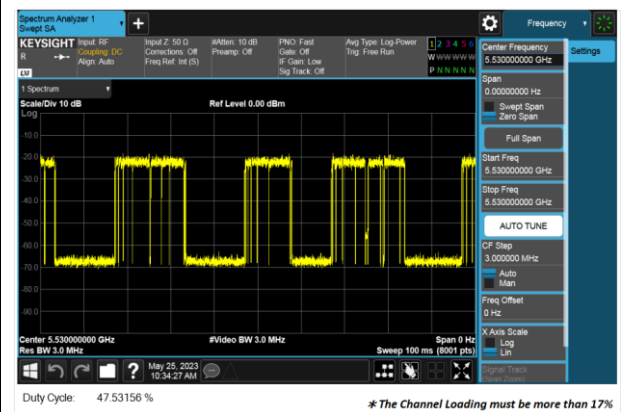 Spectrum Analyzer 1
Swept SA
+
Frequency
KEYSIGHT Input: RF
R Coupling: DC
Align: Auto
LM
Input Z: 50 Ω
Corrections: Off
Freq Ref: Int (S)
#Atten: 10 dB
Preamp: Off
PNO: Fast
Gate: Off
IF Gain: Low
Sig Track: Off
Avg Type: Log-Power
Trig: Free Run
1 2 3 4 5 6
W W W W W W
P N N N N N
1 Spectrum
Scale/Div 10 dB
Ref Level 0.00 dBm
Log
-10.0
-20.0
-30.0
-40.0
-50.0
-60.0
-70.0
-80.0
-90.0
Center 5.530000000 GHz
#Video BW 3.0 MHz
Span 0 Hz
Res BW 3.0 MHz
Sweep 100 ms (8001 pts)
May 25, 2023
10:34:27 AM
Center Frequency
5.530000000 GHz
Settings
Span
0.00000000 Hz
Swept Span
Zero Span
Full Span
Start Freq
5.530000000 GHz
Stop Freq
5.530000000 GHz
AUTO TUNE
CF Step
3.000000 MHz
Auto
Man
Freq Offset
0 Hz
X Axis Scale
Log
Lin
Signal Track
(Span Zoom)
Duty Cycle: 47.53156 %
* The Channel Loading must be more than 17%